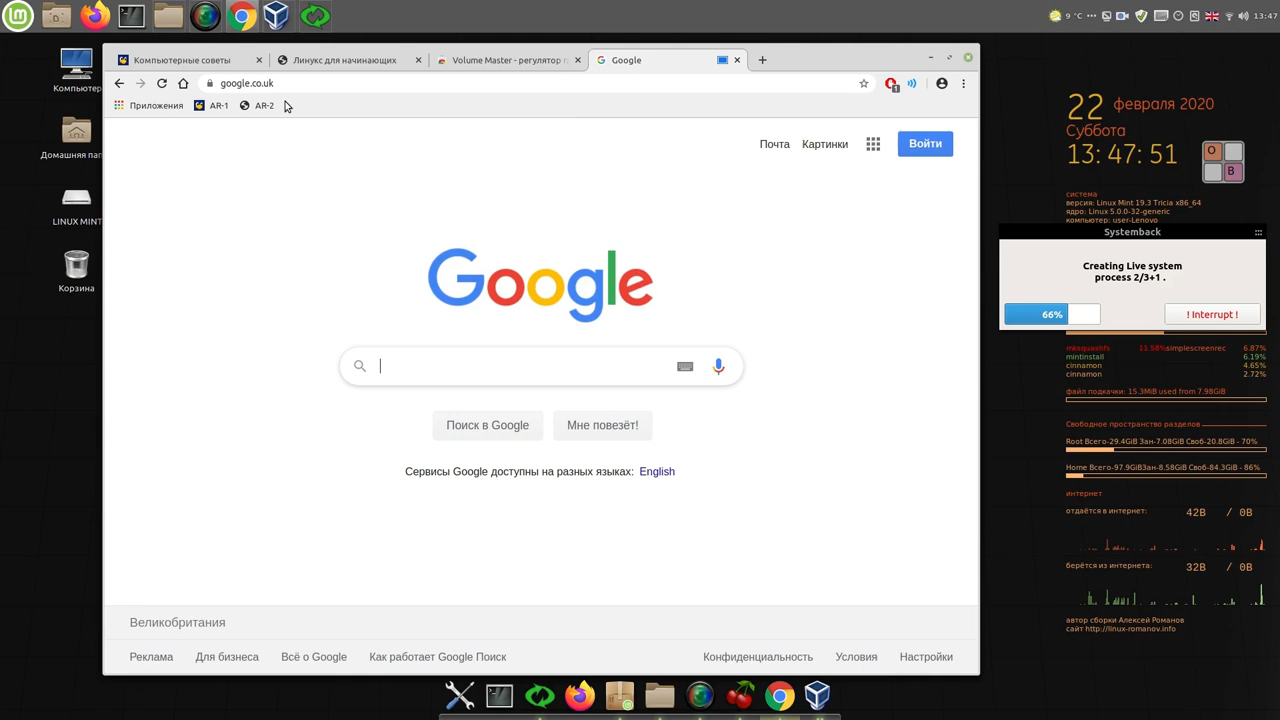 9 °C
13:47
Компьютерные советы
Линукс для начинающих
Volume Master - регулятор г
Google
google.co.uk
Приложения
AR-1
AR-2
1
Компьютер
Домашняя пап
LINUX MINT
Корзина
Почта
Картинки
Войти
Google
Поиск в Google
Мне повезёт!
Сервисы Google доступны на разных языках: English
Великобритания
Реклама
Для бизнеса
Всё о Google
Как работает Google Поиск
Конфиденциальность
Условия
Настройки
22 февраля 2020
Суббота
13: 47: 51
O
B
система
версия: Linux Mint 19.3 Tricia x86_64
ядро: Linux 5.0.0-32-generic
компьютер: user-Lenovo
Systemback
Creating Live system
process 2/3+1 .
66%
! Interrupt !
mksquashfs 11.58% simplescreenrec 6.87%
mintinstall 6.19%
cinnamon 4.65%
cinnamon 2.72%
файл подкачки: 15.3MiB used from 7.98GiB
Свободное пространство разделов
Root Всего-29.4GiB Зан-7.08GiB Своб-20.8GiB - 70%
Home Всего-97.9GiBЗан-8.58GiB Своб-84.3GiB - 86%
интернет
отдаётся в интернет: 42B / 0B
берётся из интернета: 32B / 0B
автор сборки Алексей Романов
сайт http://linux-romanov.info